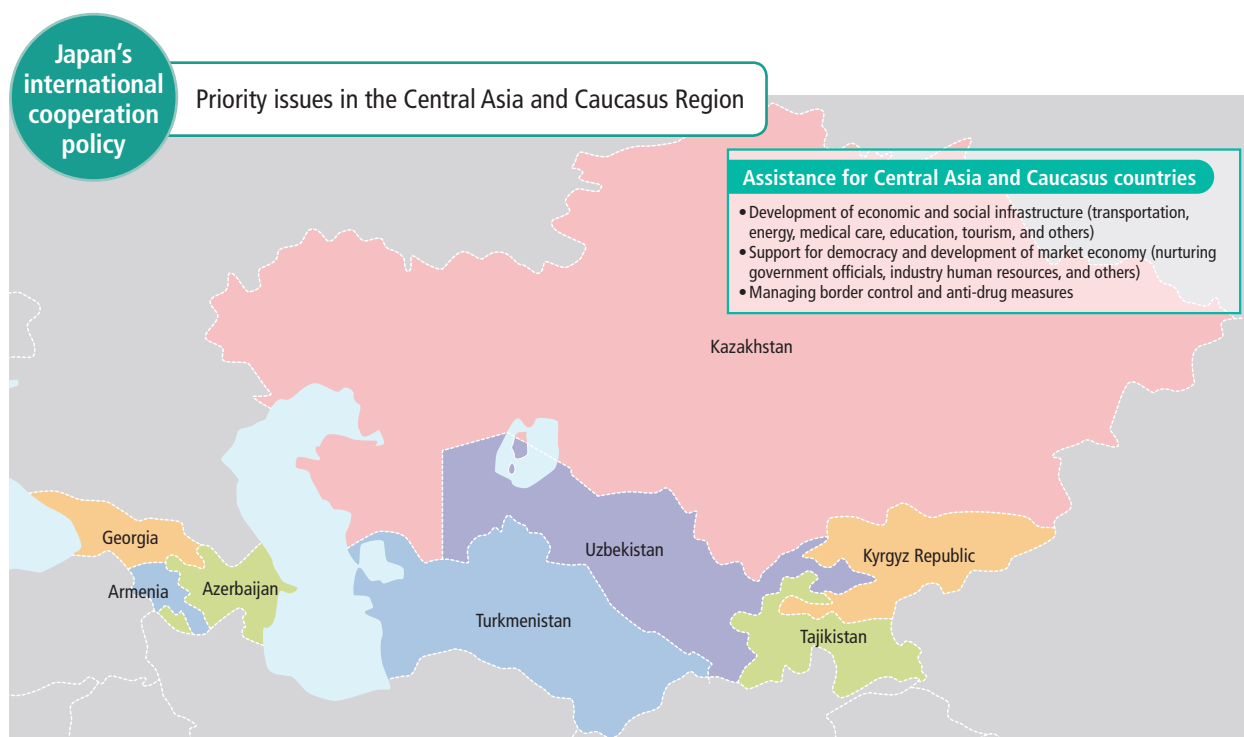 Japan's
international
cooperation
policy
Priority issues in the Central Asia and Caucasus Region
Assistance for Central Asia and Caucasus countries
• Development of economic and social infrastructure (transportation,
energy, medical care, education, tourism, and others)
• Support for democracy and development of market economy (nurturing
government officials, industry human resources, and others)
• Managing border control and anti-drug measures
Kazakhstan
Georgia
Uzbekistan
Kyrgyz Republic
Armenia
Azerbaijan
Turkmenistan
Tajikistan